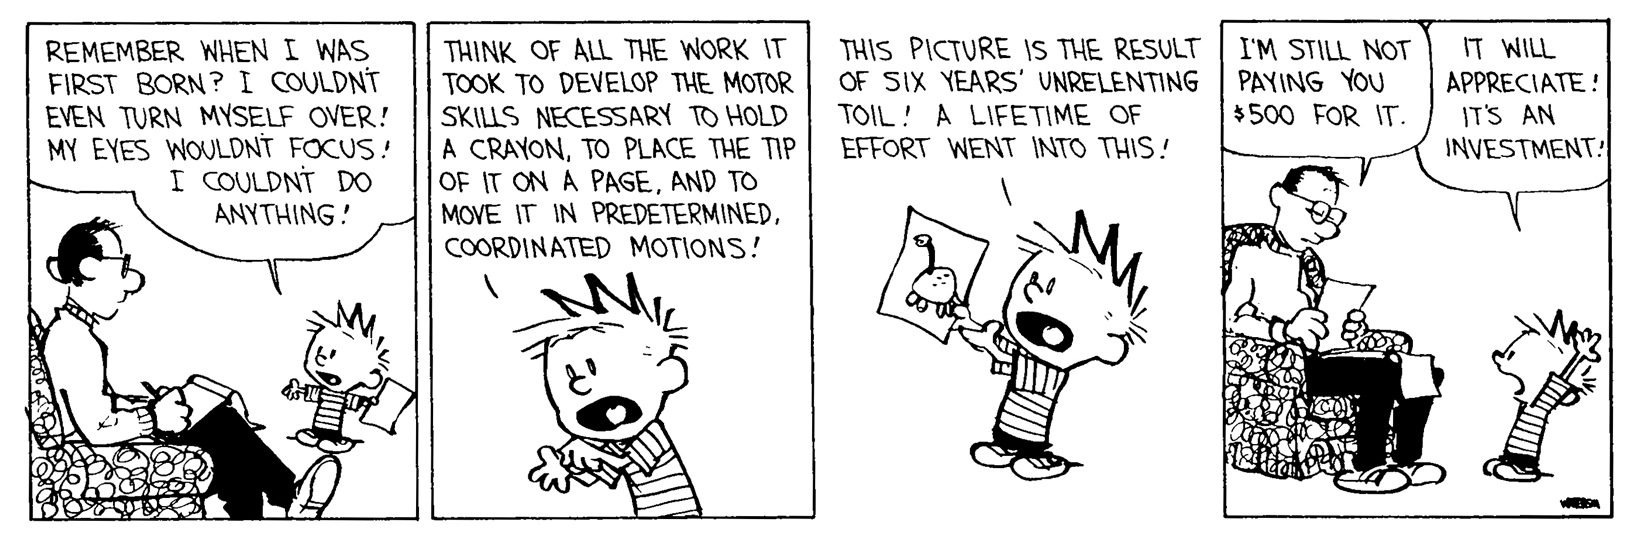 REMEMBER WHEN I WAS
FIRST BORN? I COULDN'T
EVEN TURN MYSELF OVER!
MY EYES WOULDN'T FOCUS!
I COULDN'T DO
ANYTHING!
THINK OF ALL THE WORK IT
TOOK TO DEVELOP THE MOTOR
SKILLS NECESSARY TO HOLD
A CRAYON, TO PLACE THE TIP
OF IT ON A PAGE, AND TO
MOVE IT IN PREDETERMINED,
COORDINATED MOTIONS!
THIS PICTURE IS THE RESULT
OF SIX YEARS' UNRELENTING
TOIL! A LIFETIME OF
EFFORT WENT INTO THIS!
I'M STILL NOT
PAYING YOU
$500 FOR IT.
IT WILL
APPRECIATE!
IT'S AN
INVESTMENT!